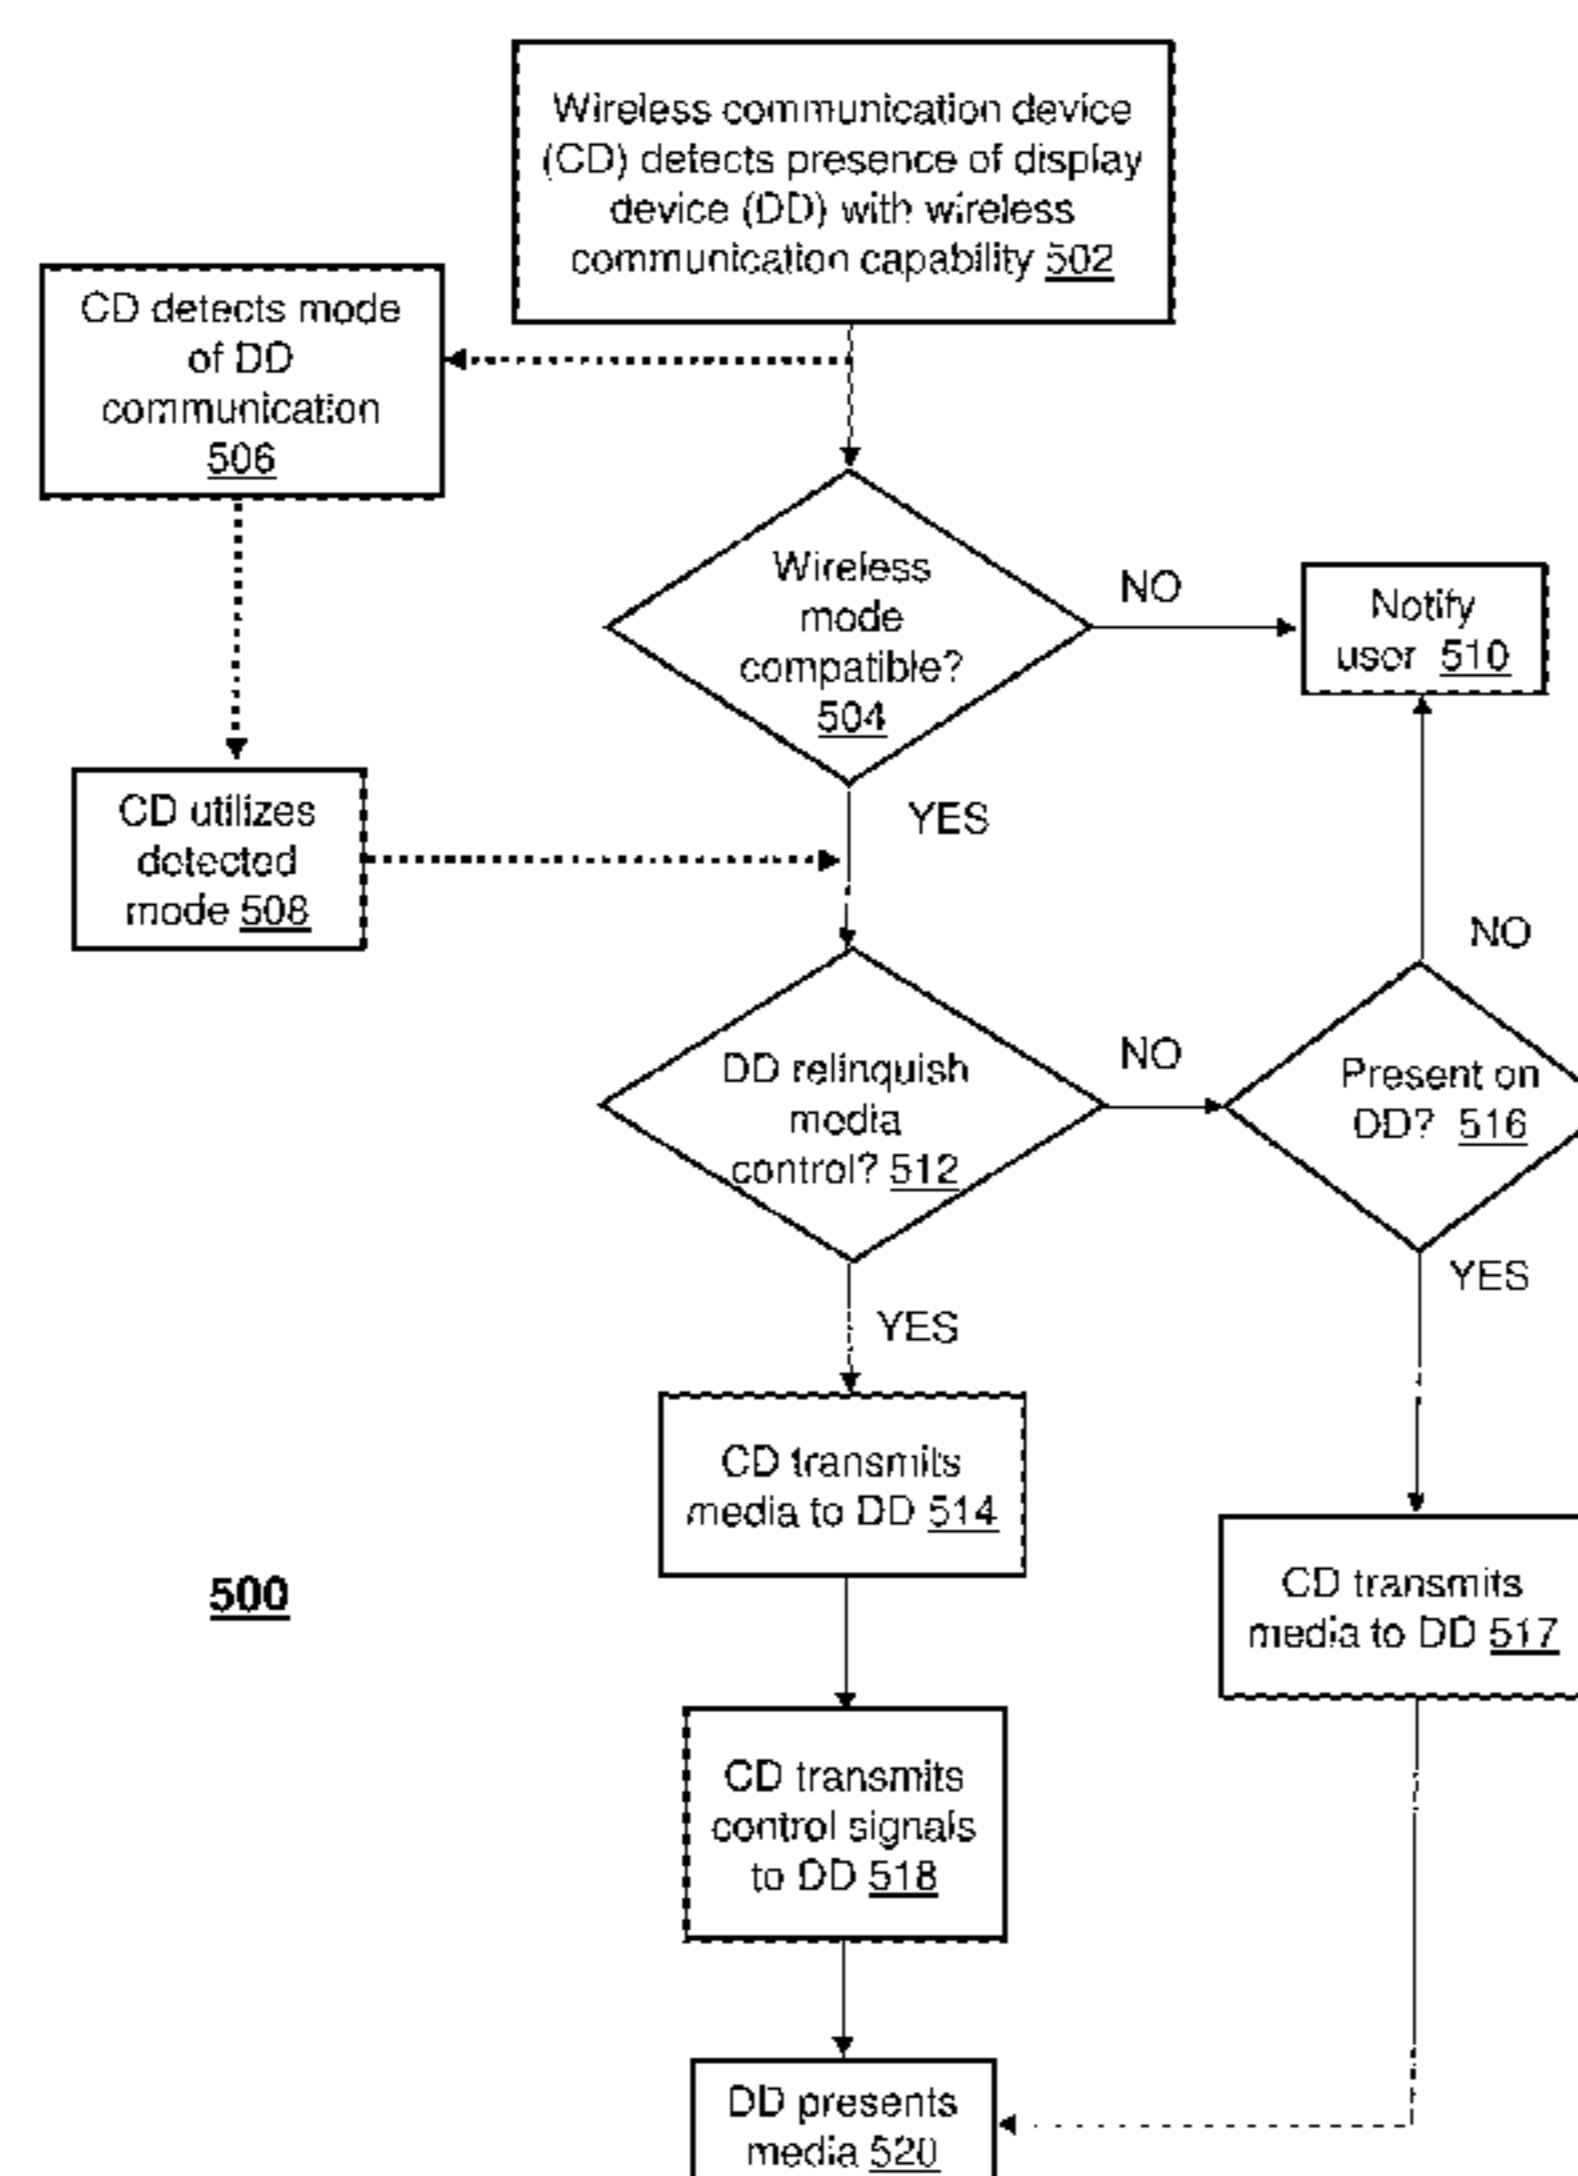 Wireless communication device
(CD) detects presence of display
device (DD) with wireless
communication capability 502
CD detects mode
of DD
communication
506
Wireless
mode
compatible?
504
NO
Notify
user 510
YES
CD utilizes
detected
mode 508
NO
DD relinquish
media
control? 512
NO
Present on
DD? 516
YES
YES
CD transmits
media to DD 514
CD transmits
media to DD 517
500
CD transmits
control signals
to DD 518
DD presents
media 520